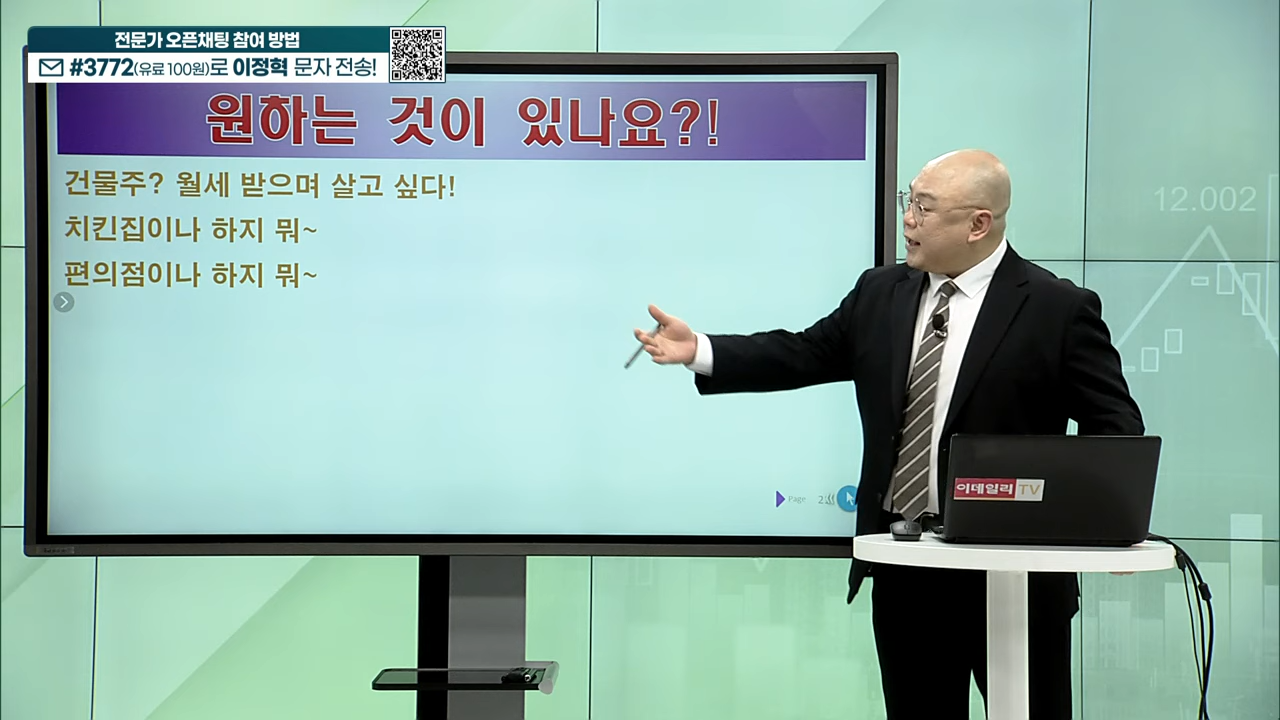 전문가 오픈채팅 참여 방법
#3772(유료 100원)로 이정혁 문자 전송!
원하는 것이 있나요?!
건물주? 월세 받으며 살고 싶다!
치킨집이나 하지 뭐~
편의점이나 하지 뭐~
12.002
이데일리TV
Page 2